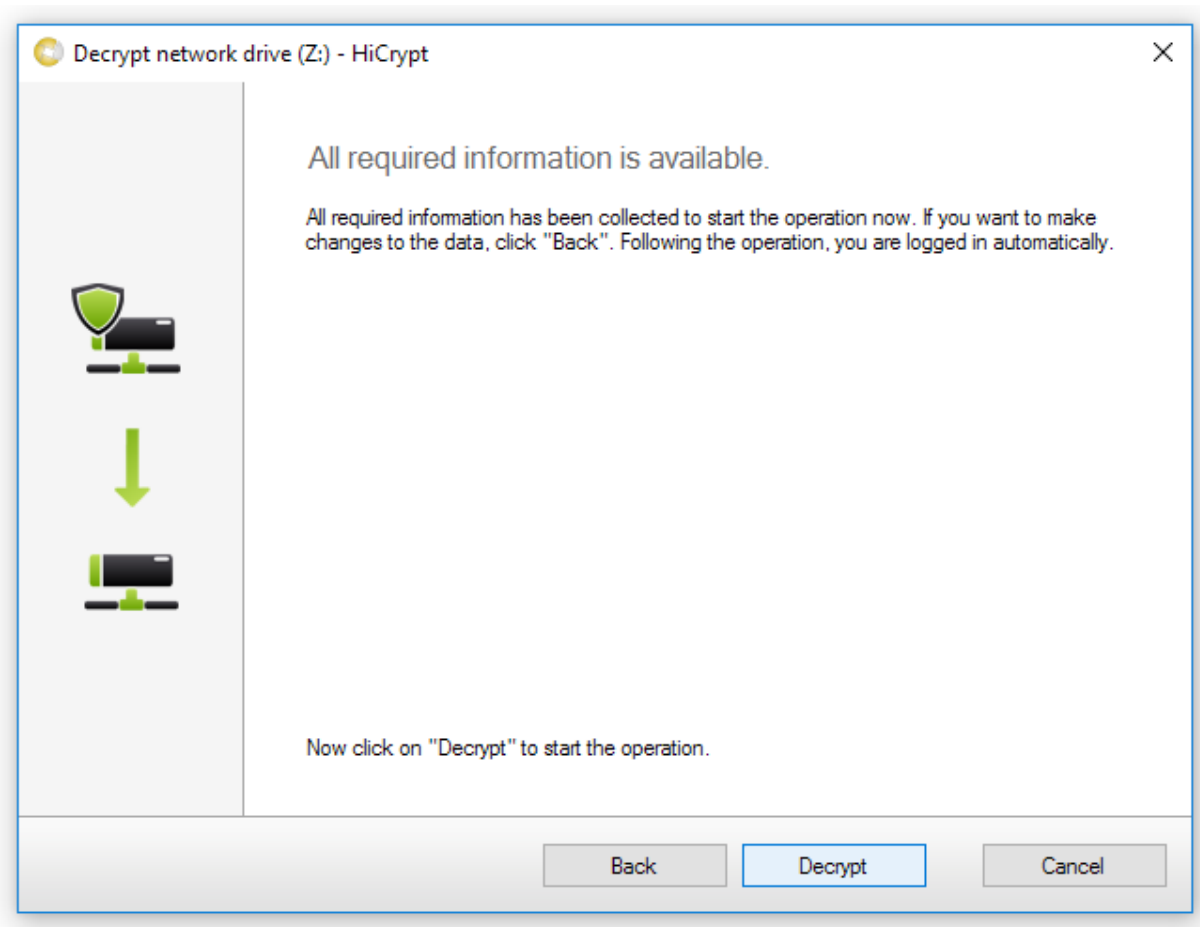 Decrypt network drive (Z:) - HiCrypt
All required information is available.
All required information has been collected to start the operation now. If you want to make
changes to the data, click "Back". Following the operation, you are logged in automatically.
Now click on "Decrypt" to start the operation.
Back
Decrypt
Cancel